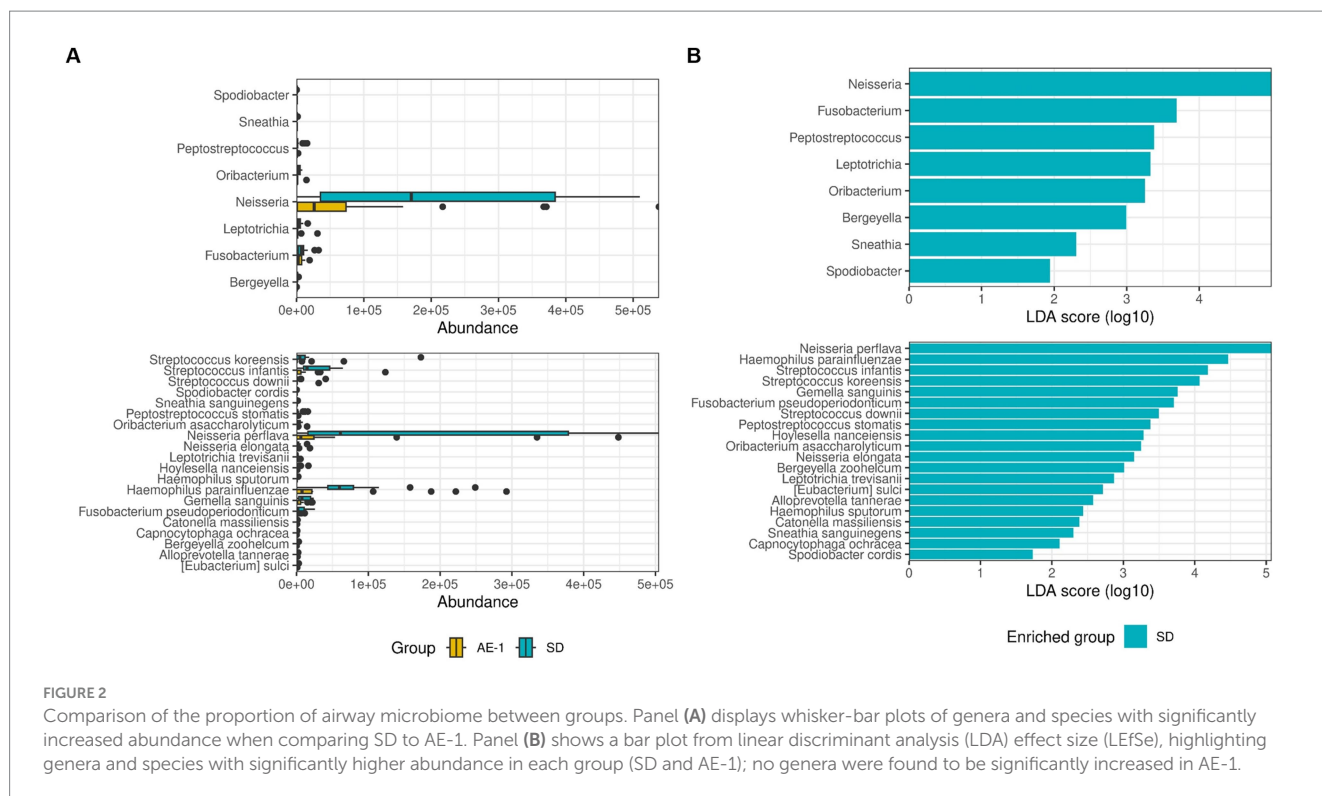 A
Spodiobacter
Sneathia
Peptostreptococcus
Oribacterium
Neisseria
Leptotrichia
Fusobacterium
Bergeyella
0e+00 1e+05 2e+05 3e+05 4e+05 5e+05
Abundance
Streptococcus koreensis
Streptococcus infantis
Streptococcus downii
Spodiobacter cordis
Sneathia sanguinegens
Peptostreptococcus stomatis
Oribacterium asaccharolyticum
Neisseria perflava
Neisseria elongata
Leptotrichia trevisanii
Hoylesella nanceiensis
Haemophilus sputorum
Haemophilus parainfluenzae
Gemella sanguinis
Fusobacterium pseudoperiodonticum
Catonella massiliensis
Capnocytophaga ochracea
Bergeyella zoohelcum
Alloprevotella tannerae
[Eubacterium] sulci
0e+00 1e+05 2e+05 3e+05 4e+05 5e+05
Abundance
Group AE-1 SD
B
Neisseria
Fusobacterium
Peptostreptococcus
Leptotrichia
Oribacterium
Bergeyella
Sneathia
Spodiobacter
0 1 2 3 4
LDA score (log10)
Neisseria perflava
Haemophilus parainfluenzae
Streptococcus infantis
Streptococcus koreensis
Gemella sanguinis
Fusobacterium pseudoperiodonticum
Streptococcus downii
Peptostreptococcus stomatis
Hoylesella nanceiensis
Oribacterium asaccharolyticum
Neisseria elongata
Bergeyella zoohelcum
Leptotrichia trevisanii
[Eubacterium] sulci
Alloprevotella tannerae
Haemophilus sputorum
Catonella massiliensis
Sneathia sanguinegens
Capnocytophaga ochracea
Spodiobacter cordis
0 1 2 3 4 5
LDA score (log10)
Enriched group SD
FIGURE 2
Comparison of the proportion of airway microbiome between groups. Panel (A) displays whisker-bar plots of genera and species with significantly
increased abundance when comparing SD to AE-1. Panel (B) shows a bar plot from linear discriminant analysis (LDA) effect size (LEfSe), highlighting
genera and species with significantly higher abundance in each group (SD and AE-1); no genera were found to be significantly increased in AE-1.